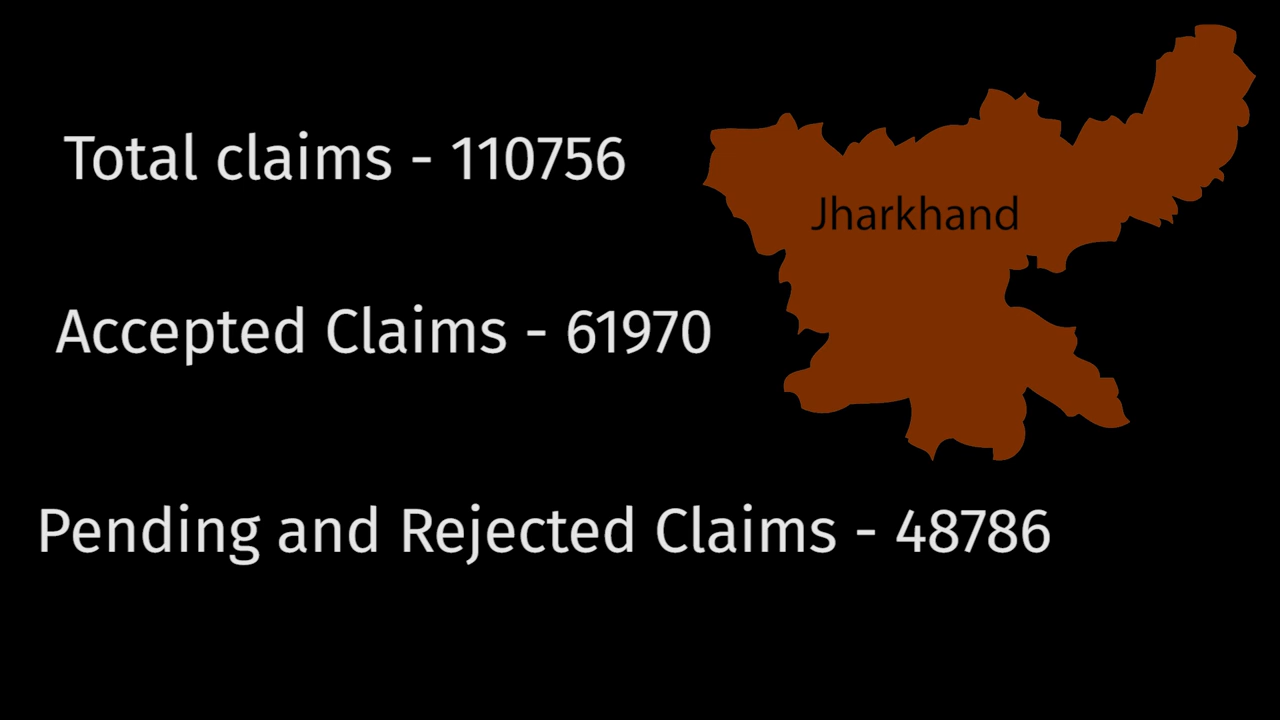 Total claims - 110756
Jharkhand
Accepted Claims - 61970
Pending and Rejected Claims - 48786